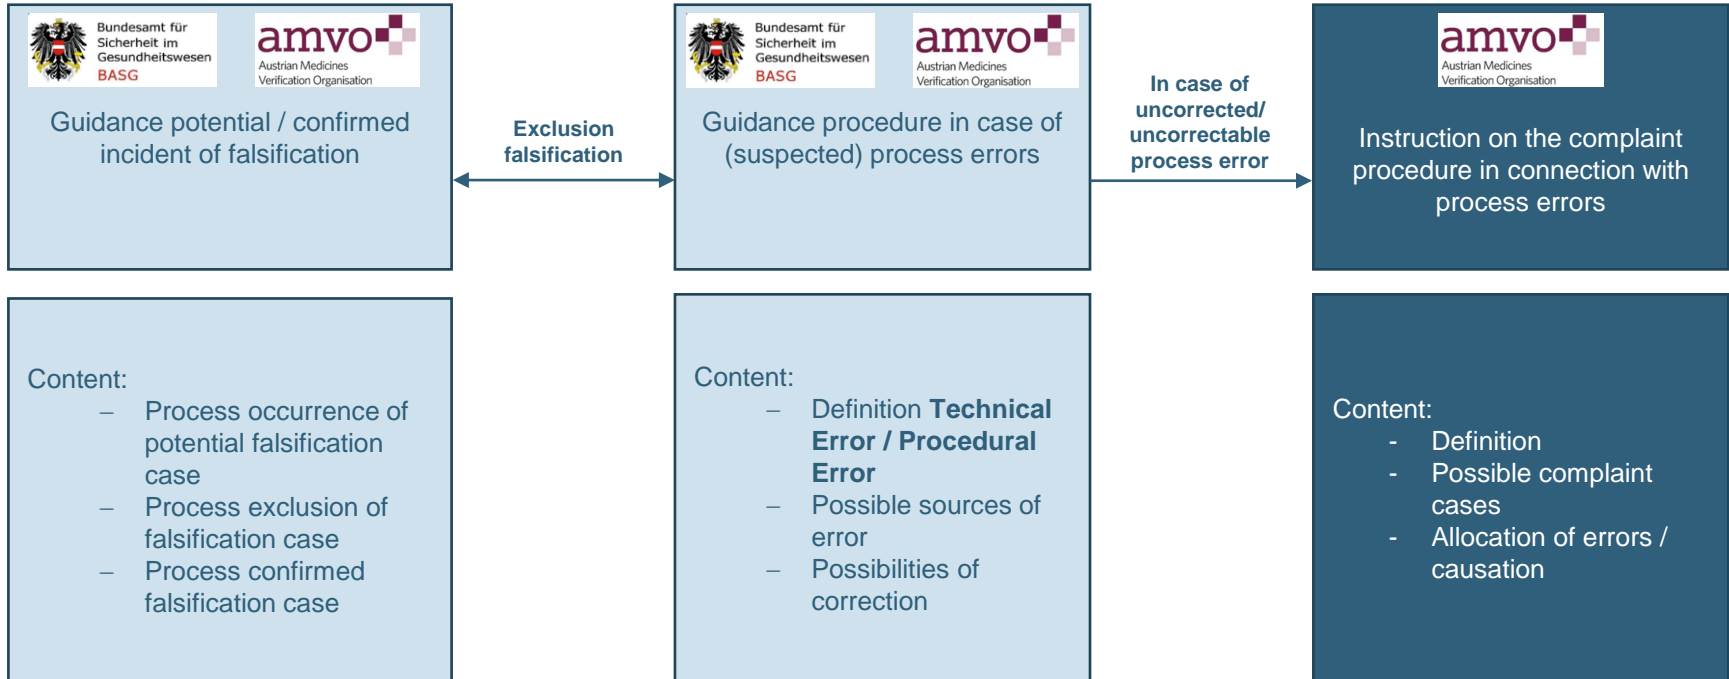 Bundesamt für
Sicherheit im
Gesundheitswesen
BASG
amvo
Austrian Medicines
Verification Organisation
Guidance potential / confirmed
incident of falsification
Exclusion
falsification
Bundesamt für
Sicherheit im
Gesundheitswesen
BASG
amvo
Austrian Medicines
Verification Organisation
Guidance procedure in case of
(suspected) process errors
In case of
uncorrected/
uncorrectable
process error
amvo
Austrian Medicines
Verification Organisation
Instruction on the complaint
procedure in connection with
process errors
Content:
– Process occurrence of
potential falsification
case
– Process exclusion of
falsification case
– Process confirmed
falsification case
Content:
– Definition Technical
Error / Procedural
Error
– Possible sources of
error
– Possibilities of
correction
Content:
- Definition
- Possible complaint
cases
- Allocation of errors /
causation